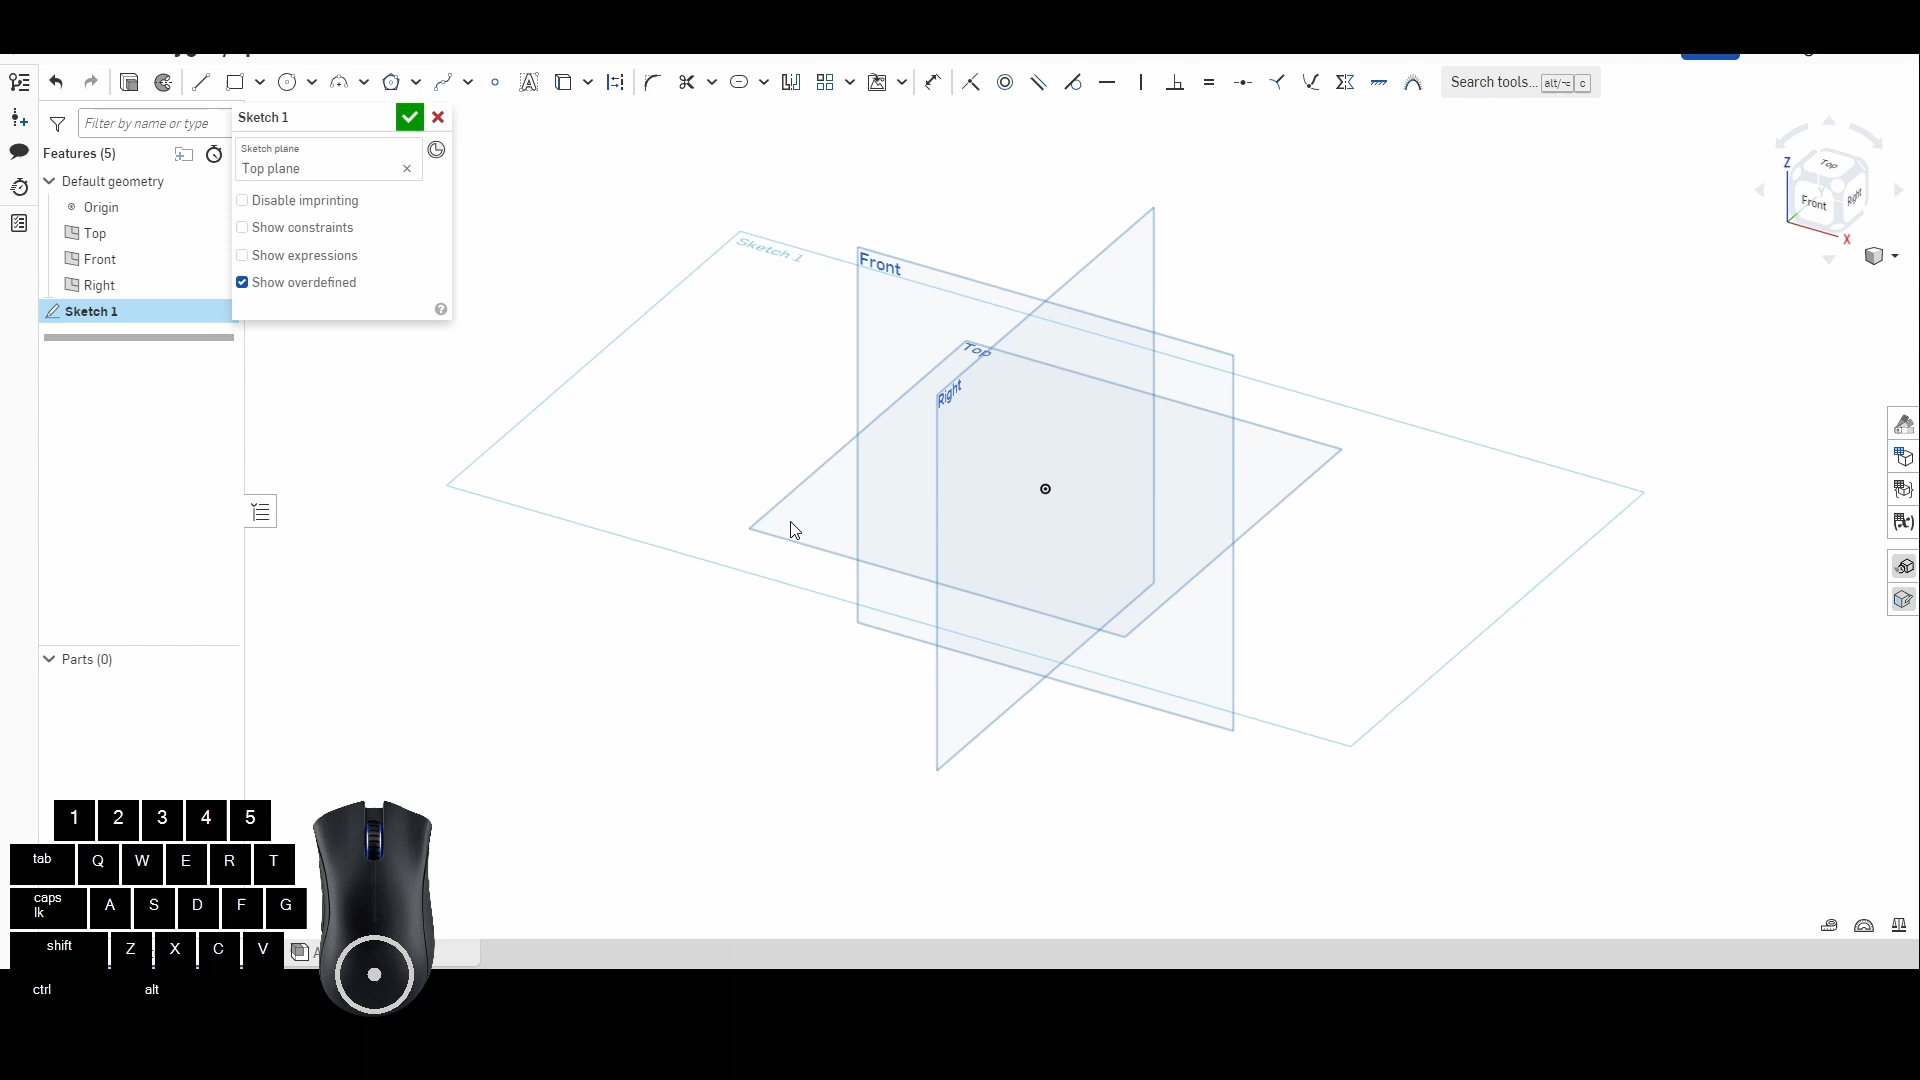 Search tools... alt/⌥ c
Filter by name or type
Features (5)
Default geometry
Origin
Top
Front
Right
Sketch 1
Parts (0)
Sketch 1
Sketch plane
Top plane
Disable imprinting
Show constraints
Show expressions
Show overdefined
Sketch 1
Front
Top
Right
Top
Front
Right
Z
Y
X
(x)
1 2 3 4 5
tab Q W E R T
caps lk A S D F G
shift Z X C V
ctrl alt